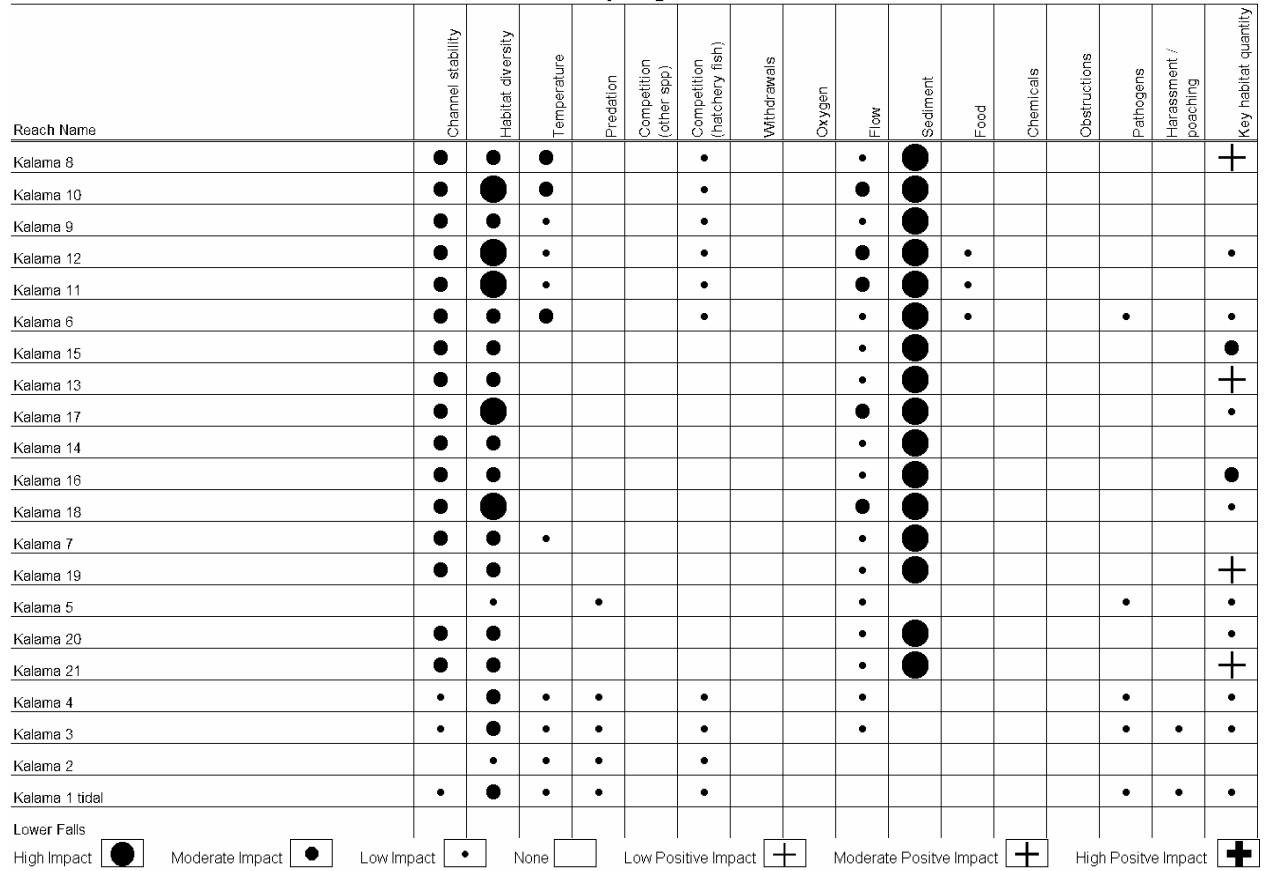 Reach Name
Channel stability
Habitat diversity
Temperature
Predation
Competition
(other spp)
Competition
(hatchery fish)
Withdrawals
Oxygen
Flow
Sediment
Food
Chemicals
Obstructions
Pathogens
Harassment /
poaching
Key habitat quantity
Kalama 8
Kalama 10
Kalama 9
Kalama 12
Kalama 11
Kalama 6
Kalama 15
Kalama 13
Kalama 17
Kalama 14
Kalama 16
Kalama 18
Kalama 7
Kalama 19
Kalama 5
Kalama 20
Kalama 21
Kalama 4
Kalama 3
Kalama 2
Kalama 1 tidal
Lower Falls
High Impact Moderate Impact Low Impact None Low Positive Impact Moderate Positve Impact High Positve Impact